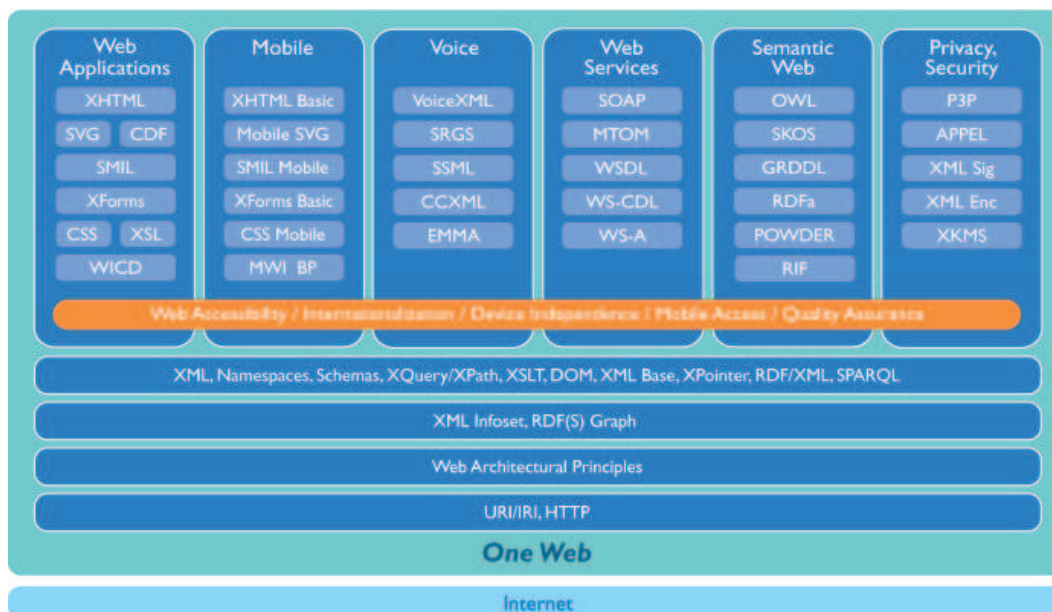 Web Applications
XHTML
SVG CDF
SMIL
XForms
CSS XSL
WICD
Mobile
XHTML Basic
Mobile SVG
SMIL Mobile
XForms Basic
CSS Mobile
MWI BP
Voice
VoiceXML
SRGS
SSML
CCXML
EMMA
Web Services
SOAP
MTOM
WSDL
WS-CDL
WS-A
Semantic Web
OWL
SKOS
GRDDL
RDFa
POWDER
RIF
Privacy, Security
P3P
APPEL
XML Sig
XML Enc
XKMS
Web Accessibility / Internationalization / Device Independence / Mobile Access / Quality Assurance
XML, Namespaces, Schemas, XQuery/XPath, XSLT, DOM, XML Base, XPointer, RDF/XML, SPARQL
XML Infoset, RDF(S) Graph
Web Architectural Principles
URI/IRI, HTTP
One Web
Internet